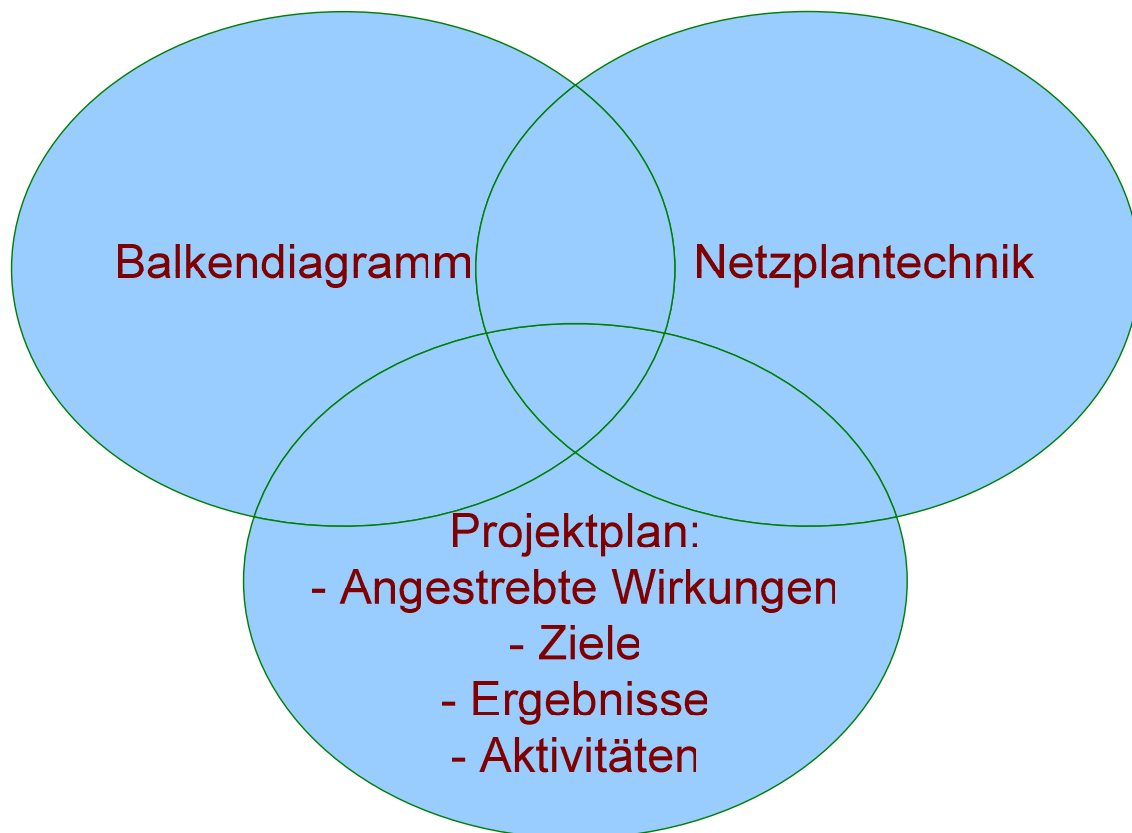 Balkendiagramm
Netzplantechnik
Projektplan:
- Angestrebte Wirkungen
- Ziele
- Ergebnisse
- Aktivitäten